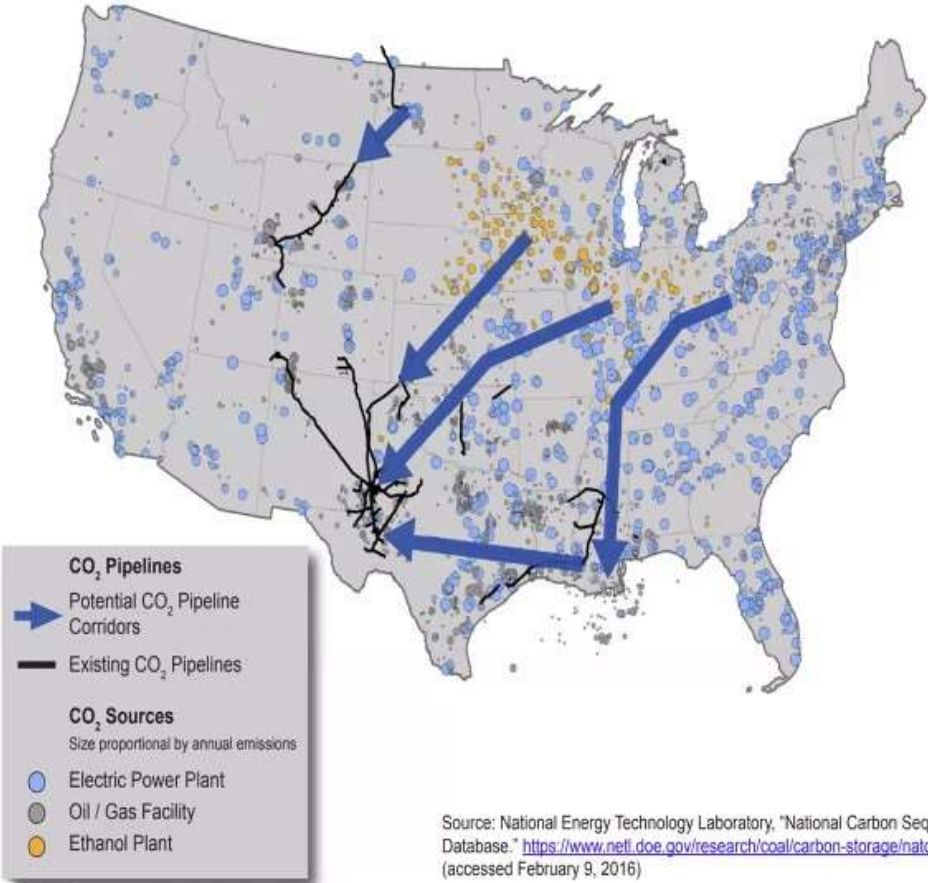 CO₂ Pipelines
Potential CO₂ Pipeline
Corridors
Existing CO₂ Pipelines
CO₂ Sources
Size proportional by annual emissions
Electric Power Plant
Oil / Gas Facility
Ethanol Plant
Source: National Energy Technology Laboratory, "National Carbon Seq
Database." https://www.netl.doe.gov/research/coal/carbon-storage/natc
(accessed February 9, 2016)